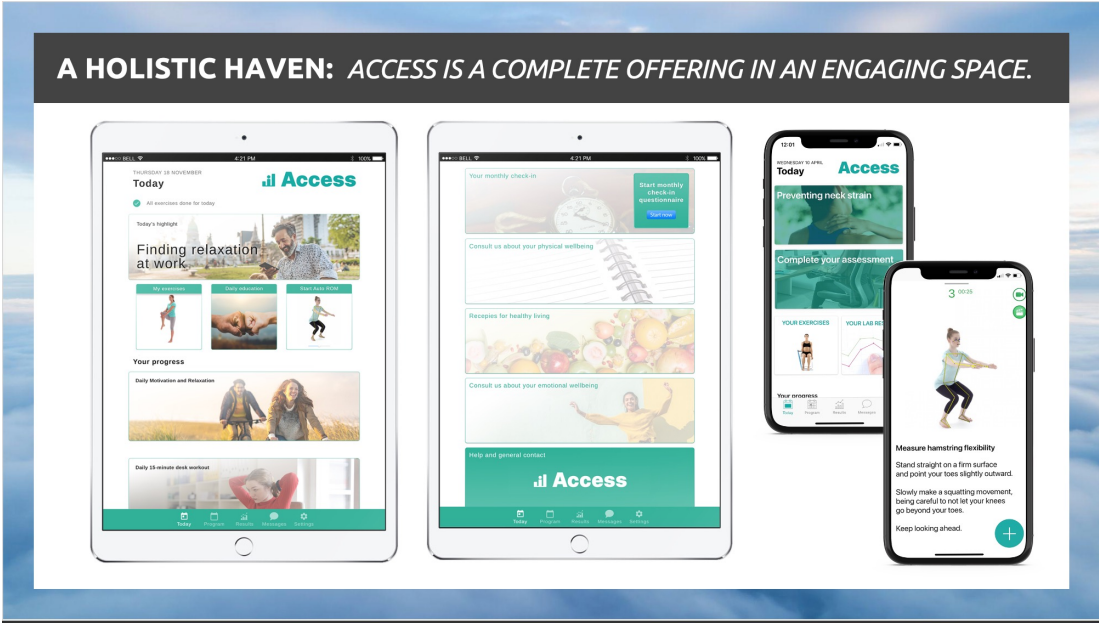 A HOLISTIC HAVEN: ACCESS IS A COMPLETE OFFERING IN AN ENGAGING SPACE.
BELL
4:21 PM
100%
THURSDAY 18 NOVEMBER
Today
Access
All exercises done for today
Today's highlight
Finding relaxation
at work
My exercises
Daily education
Start Auto ROM
Your progress
Daily Motivation and Relaxation
Daily 15-minute desk workout
Today
Program
Results
Messages
Settings
BELL
4:21 PM
100%
Your monthly check-in
Start monthly
check-in
questionnaire
Start now
Consult us about your physical wellbeing
Recepies for healthy living
Consult us about your emotional wellbeing
Help and general contact
Access
Today
Program
Results
Messages
Settings
12:01
WEDNESDAY 10 APRIL
Today
Access
Preventing neck strain
Complete your assessment
YOUR EXERCISES
YOUR LAB RES
Your progress
Today
Program
Results
Messages
3 00:25
Measure hamstring flexibility
Stand straight on a firm surface
and point your toes slightly outward.
Slowly make a squatting movement,
being careful to not let your knees
go beyond your toes.
Keep looking ahead.